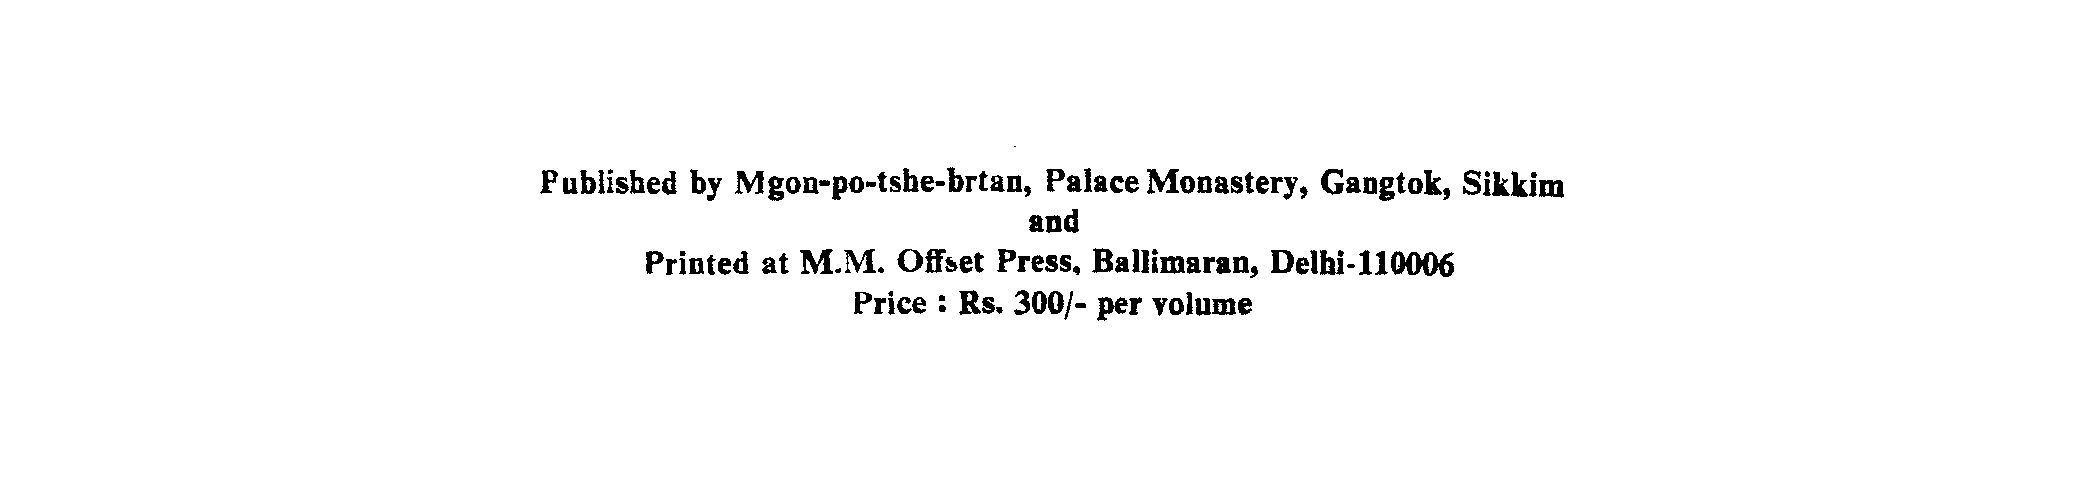 Published by Mgon-po-tshe-brtan, Palace Monastery, Gangtok, Sikkim
and
Printed at M.M. Offset Press, Ballimaran, Delhi-110006
Price : Rs. 300/- per volume